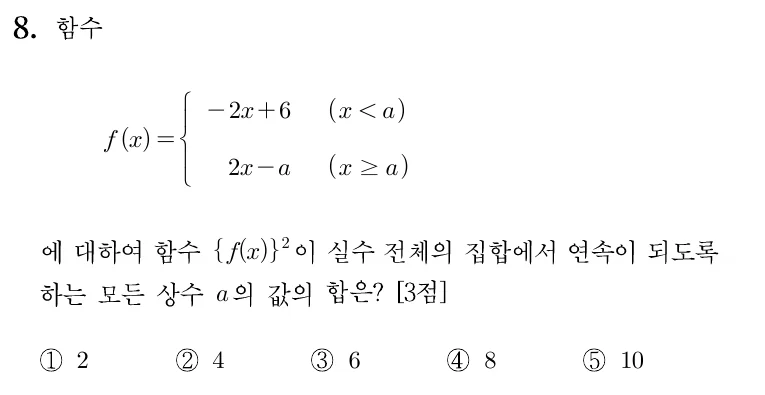 8. 함수
f(x) = { -2x+6 (x < a)
2x-a (x ≥ a)
에 대하여 함수 {f(x)}²이 실수 전체의 집합에서 연속이 되도록
하는 모든 상수 a의 값의 합은? [3점]
① 2 ② 4 ③ 6 ④ 8 ⑤ 10